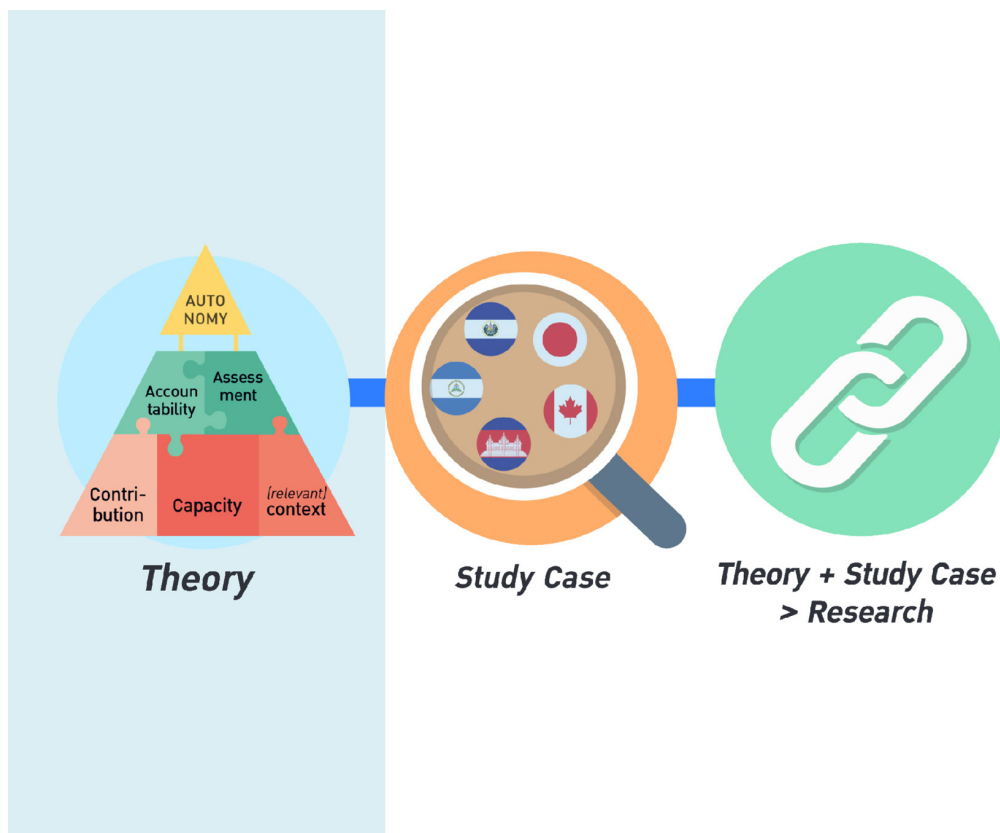 AUTO
NOMY
Accoun
tability
Assess
ment
Contri-
bution
Capacity
(relevant)
context
Theory
Study Case
Theory + Study Case
> Research